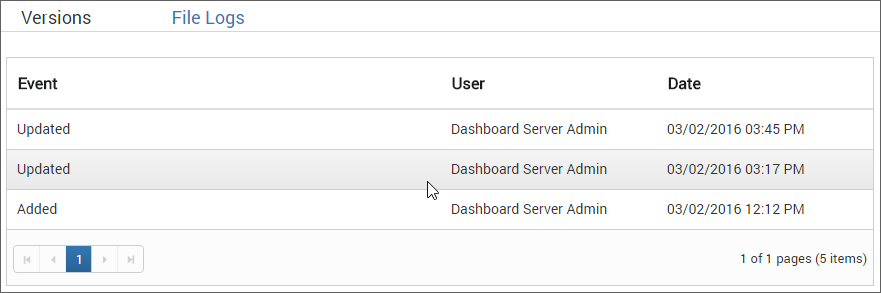 Versions File Logs
Event User Date
Updated Dashboard Server Admin 03/02/2016 03:45 PM
Updated Dashboard Server Admin 03/02/2016 03:17 PM
Added Dashboard Server Admin 03/02/2016 12:12 PM
1 1 of 1 pages (5 items)